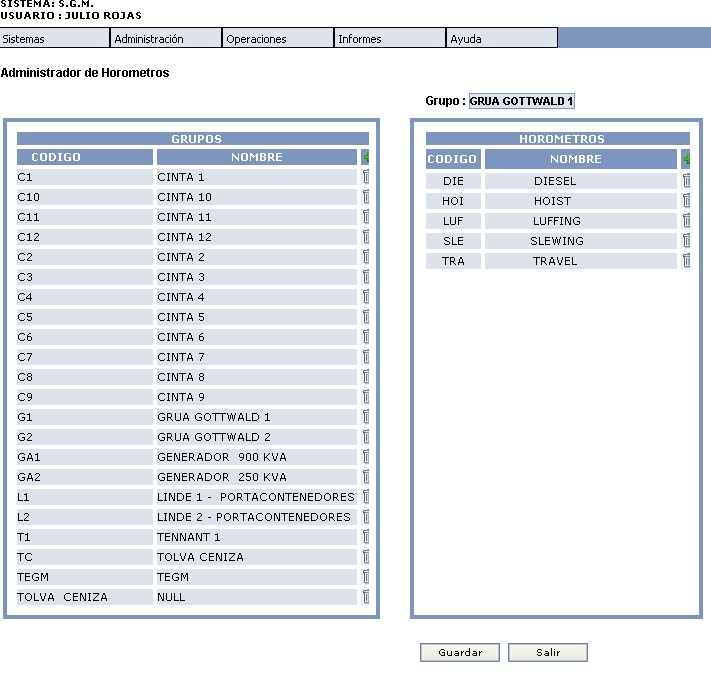 SISTEMA: S.G.M.
USUARIO : JULIO ROJAS
Sistemas Administración Operaciones Informes Ayuda
Administrador de Horometros
Grupo : GRUA GOTTWALD 1
GRUPOS
CODIGO NOMBRE
C1 CINTA 1
C10 CINTA 10
C11 CINTA 11
C12 CINTA 12
C2 CINTA 2
C3 CINTA 3
C4 CINTA 4
C5 CINTA 5
C6 CINTA 6
C7 CINTA 7
C8 CINTA 8
C9 CINTA 9
G1 GRUA GOTTWALD 1
G2 GRUA GOTTWALD 2
GA1 GENERADOR 900 KVA
GA2 GENERADOR 250 KVA
L1 LINDE 1 - PORTACONTENEDORES
L2 LINDE 2 - PORTACONTENEDORES
T1 TENNANT 1
TC TOLVA CENIZA
TEGM TEGM
TOLVA CENIZA NULL
HOROMETROS
CODIGO NOMBRE
DIE DIESEL
HOI HOIST
LUF LUFFING
SLE SLEWING
TRA TRAVEL
Guardar Salir